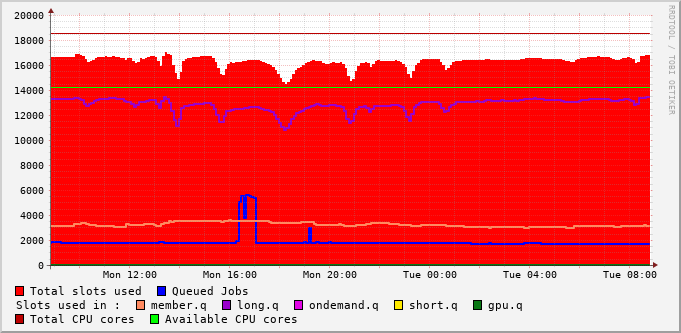 20000
18000
16000
14000
12000
10000
8000
6000
4000
2000
0
Mon 12:00 Mon 16:00 Mon 20:00 Tue 00:00 Tue 04:00 Tue 08:00
RRDTOOL / TOBI OETIKER
Total slots used Queued Jobs
Slots used in : member.q long.q ondemand.q short.q gpu.q
Total CPU cores Available CPU cores